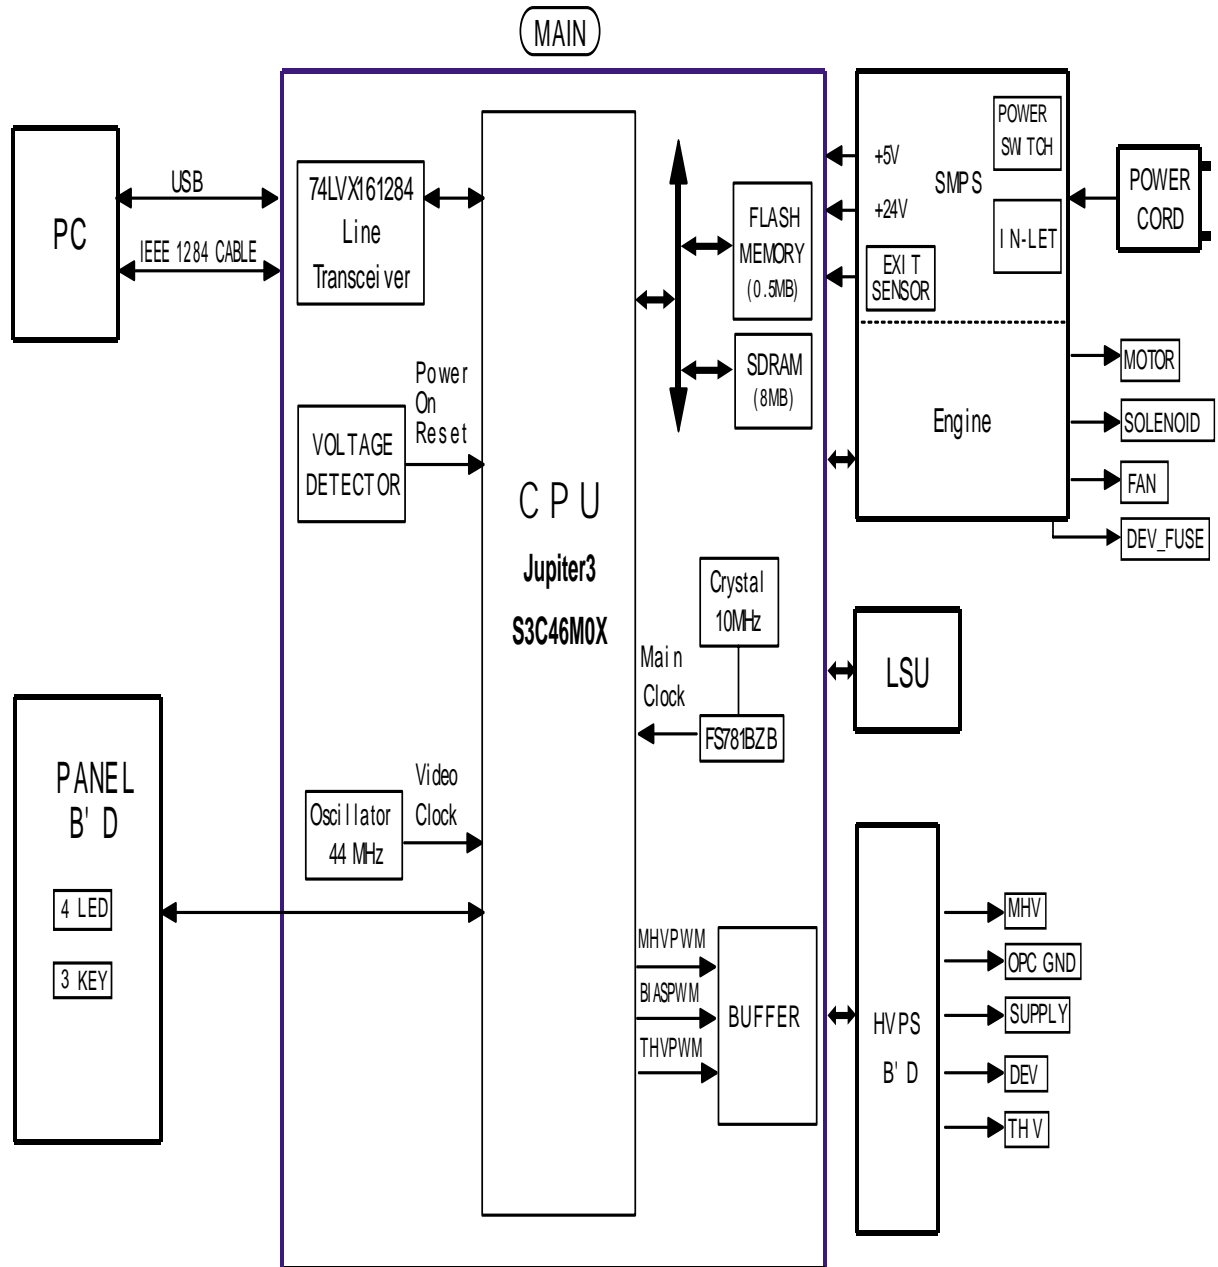 MAIN
PC
USB
IEEE 1284 CABLE
74LVX161284
Line
Transceiver
VOLTAGE
DETECTOR
Power
On
Reset
CPU
Jupiter3
S3C46M0X
FLASH
MEMORY
(0.5MB)
SDRAM
(8MB)
Crystal
10MHz
Main
Clock
FS781BZB
Oscillator
44 MHz
Video
Clock
MHVPWM
BIASPWM
THVPWM
BUFFER
PANEL
B'D
4 LED
3 KEY
+5V
+24V
SMPS
POWER
SWITCH
IN-LET
EXIT
SENSOR
Engine
POWER
CORD
MOTOR
SOLENOID
FAN
DEV_FUSE
LSU
HVPS
B'D
MHV
OPC GND
SUPPLY
DEV
THV